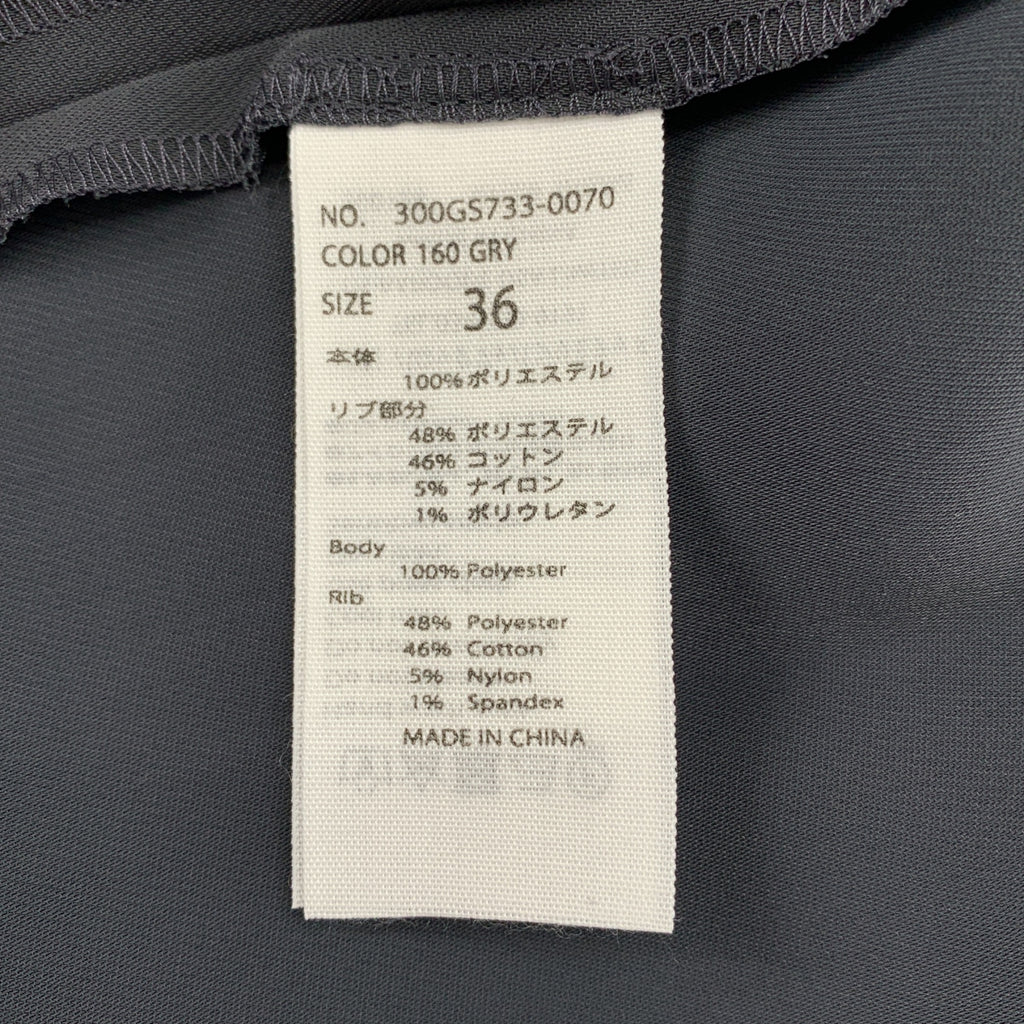 NO. 300GS733-0070
COLOR 160 GRY
SIZE 36
本体
100%ポリエステル
リブ部分
48% ポリエステル
46% コットン
5% ナイロン
1% ポリウレタン
Body
100% Polyester
Rib
48% Polyester
46% Cotton
5% Nylon
1% Spandex
MADE IN CHINA